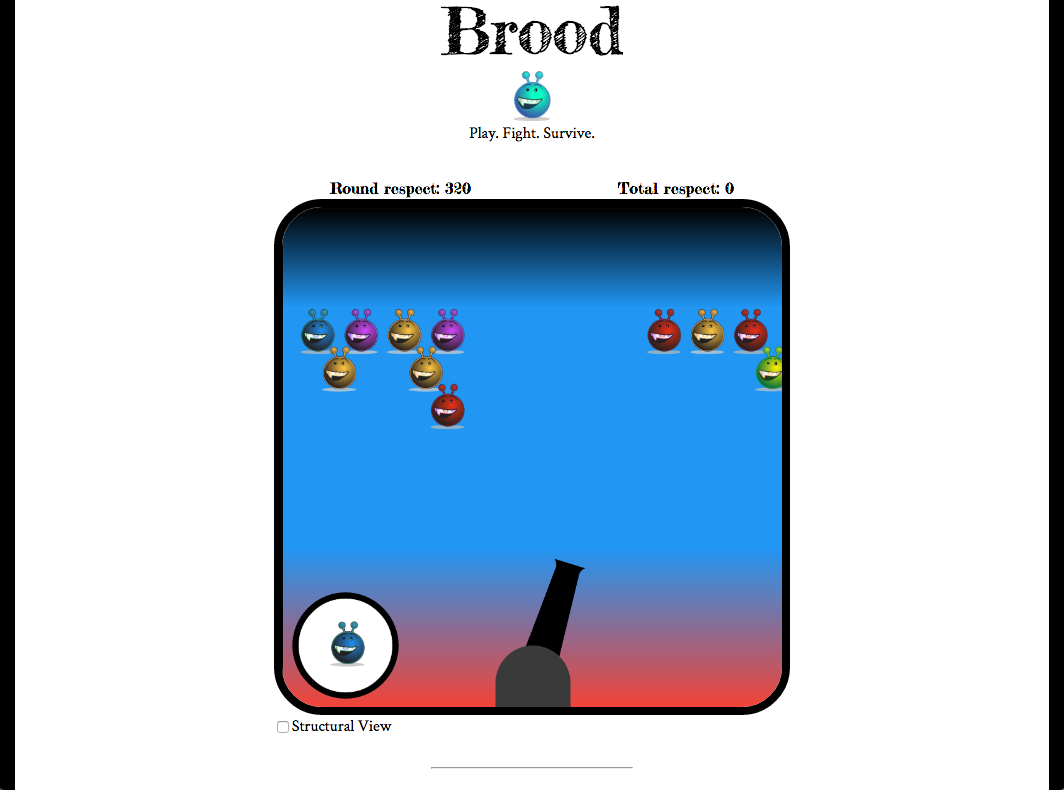 Brood
Play. Fight. Survive.
Round respect: 320
Total respect: 0
Structural View